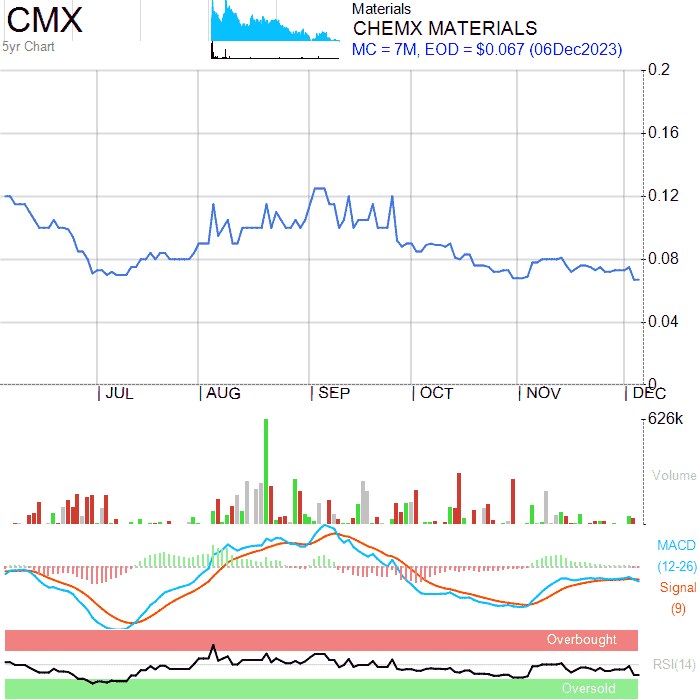 CMX
5yr Chart
Materials
CHEMX MATERIALS
MC = 7M, EOD = $0.067 (06Dec2023)
0.2
0.16
0.12
0.08
0.04
0
JUL AUG SEP OCT NOV DEC
626k
Volume
MACD
(12-26)
Signal
(9)
Overbought
RSI(14)
Oversold